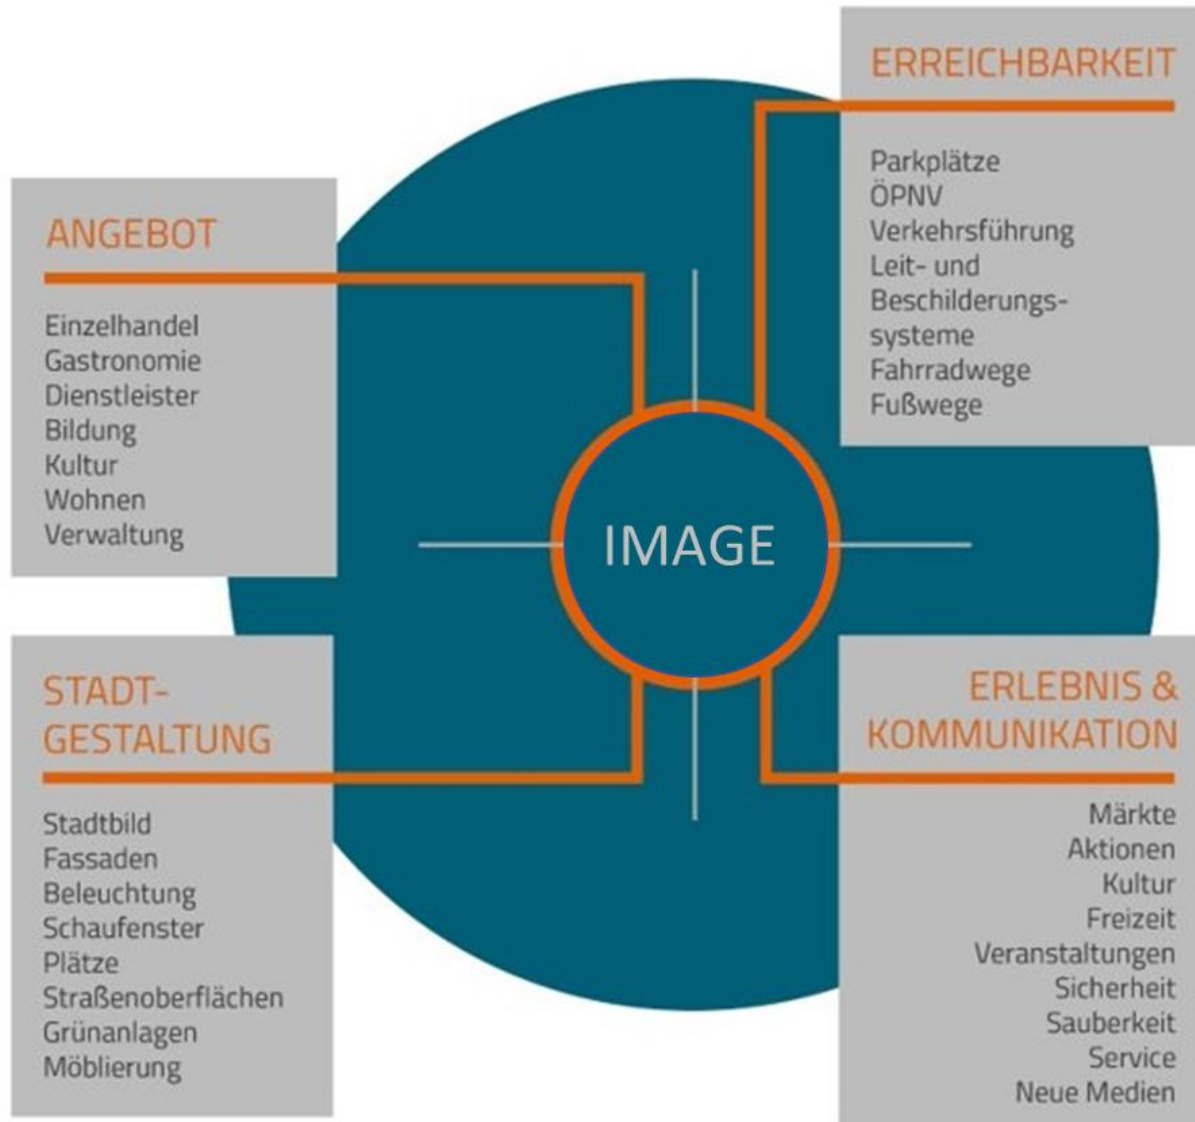 ERREICHBARKEIT
Parkplätze
ÖPNV
Verkehrsführung
Leit- und
Beschilderungs-
systeme
Fahrradwege
Fußwege
ANGEBOT
Einzelhandel
Gastronomie
Dienstleister
Bildung
Kultur
Wohnen
Verwaltung
IMAGE
STADT-
GESTALTUNG
Stadtbild
Fassaden
Beleuchtung
Schaufenster
Plätze
Straßenoberflächen
Grünanlagen
Möblierung
ERLEBNIS &
KOMMUNIKATION
Märkte
Aktionen
Kultur
Freizeit
Veranstaltungen
Sicherheit
Sauberkeit
Service
Neue Medien